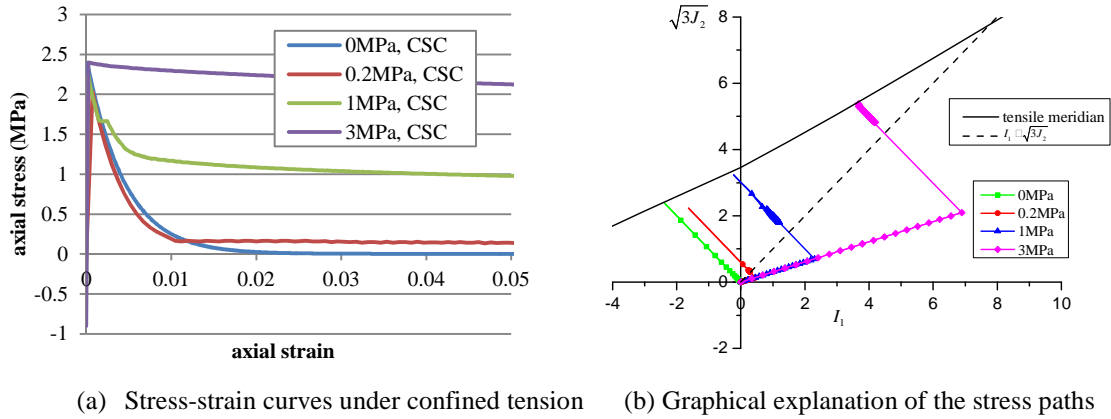 3
2.5
2
1.5
1
0.5
0
-0.5
-1
0
0.01
0.02
0.03
0.04
0.05
axial stress (MPa)
axial strain
0MPa, CSC
0.2MPa, CSC
1MPa, CSC
3MPa, CSC
(a) Stress-strain curves under confined tension
√3J₂
8
6
4
2
0
-2
-4
-2
0
2
4
6
8
10
I₁
tensile meridian
I₁ □ √3J₂
0MPa
0.2MPa
1MPa
3MPa
(b) Graphical explanation of the stress paths